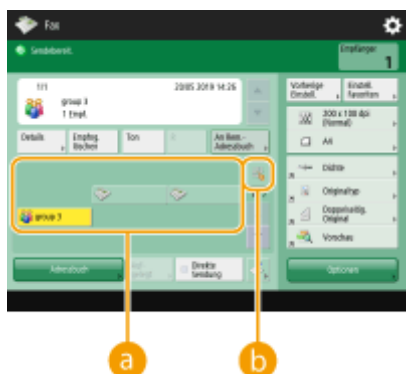 Fax
Sendebereit.
Empfänger
1
1/1
20/05 2019 14:26
group 3
1 Empf.
Vorherige
Einstell.
Einstell.
Favoriten
200 x 100 dpi
(Normal)
A4
Details
Empfng.
löschen
Ton
An Rem.-
Adressbuch
Dichte
Originaltyp
Doppelseitig.
Original
Vorschau
group 3
Adressbuch
Direkte
Sendung
Optionen
a
b